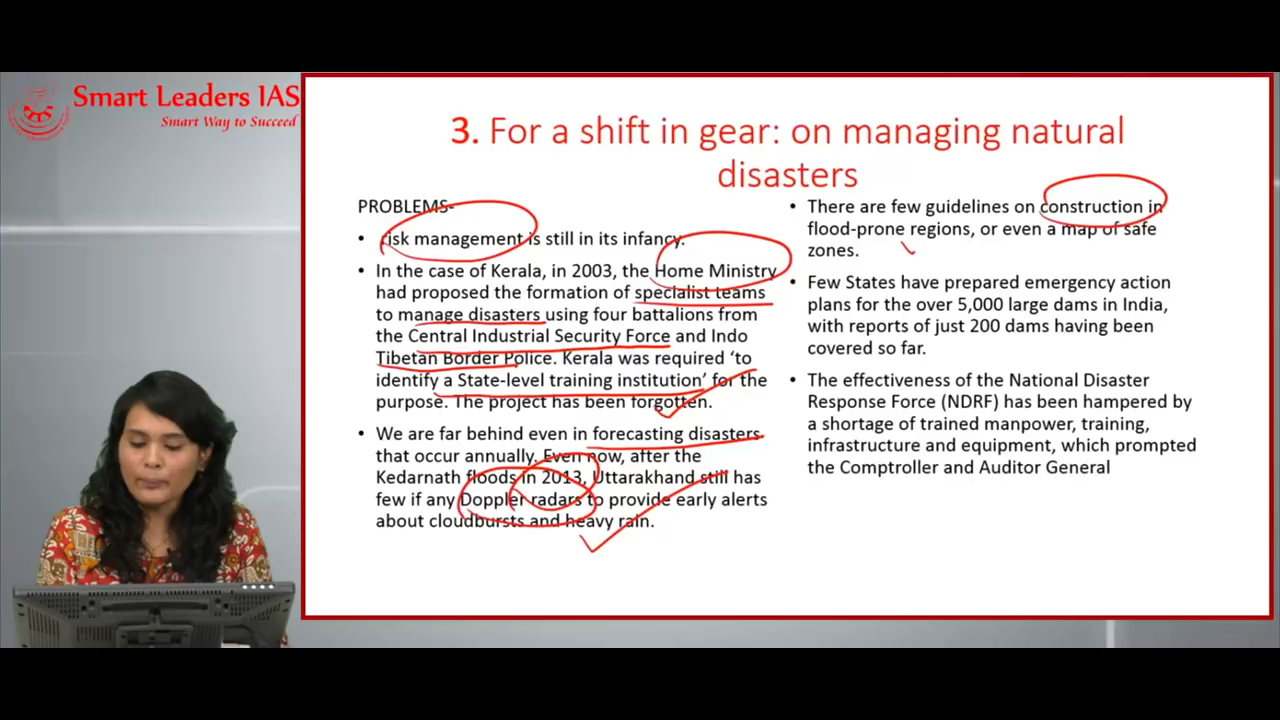 Smart Leaders IAS
Smart Way to Succeed
3. For a shift in gear: on managing natural
disasters
PROBLEMS-
• risk management is still in its infancy.
• In the case of Kerala, in 2003, the Home Ministry
had proposed the formation of specialist teams
to manage disasters using four battalions from
the Central Industrial Security Force and Indo
Tibetan Border Police. Kerala was required ‘to
identify a State-level training institution’ for the
purpose. The project has been forgotten.
• We are far behind even in forecasting disasters
that occur annually. Even now, after the
Kedarnath floods in 2013, Uttarakhand still has
few if any Doppler radars to provide early alerts
about cloudbursts and heavy rain.
• There are few guidelines on construction in
flood-prone regions, or even a map of safe
zones.
• Few States have prepared emergency action
plans for the over 5,000 large dams in India,
with reports of just 200 dams having been
covered so far.
• The effectiveness of the National Disaster
Response Force (NDRF) has been hampered by
a shortage of trained manpower, training,
infrastructure and equipment, which prompted
the Comptroller and Auditor General